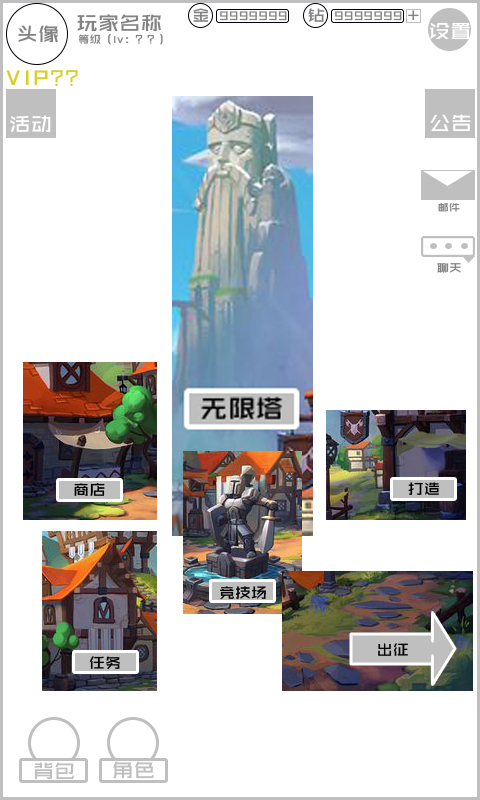 头像
玩家名称
等级（lv：??）
金 9999999
钻 9999999 +
设置
VIP??
活动
公告
邮件
聊天
无限塔
商店
打造
竞技场
出征
任务
背包
角色